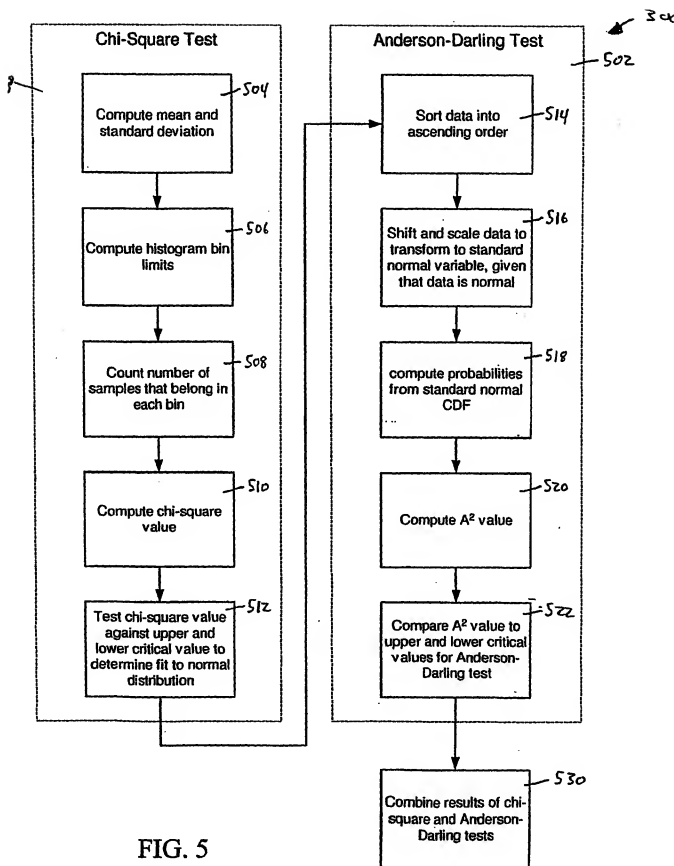 Chi-Square Test
504
Compute mean and
standard deviation
506
Compute histogram bin
limits
508
Count number of
samples that belong in
each bin
510
Compute chi-square
value
512
Test chi-square value
against upper and
lower critical value to
determine fit to normal
distribution
Anderson-Darling Test
502
514
Sort data into
ascending order
516
Shift and scale data to
transform to standard
normal variable, given
that data is normal
518
compute probabilities
from standard normal
CDF
520
Compute A² value
522
Compare A² value to
upper and lower critical
values for Anderson-
Darling test
530
Combine results of chi-
square and Anderson-
Darling tests
FIG. 5